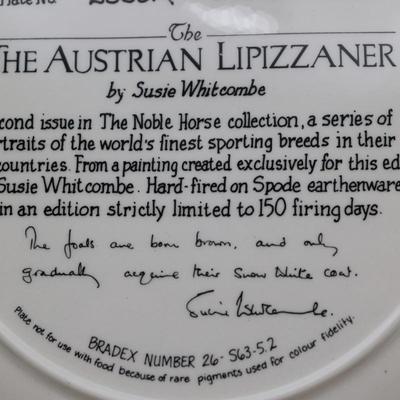 The
THE AUSTRIAN LIPIZZANER
by Susie Whitcombe
cond issue in The Noble Horse collection, a series of
traits of the world's finest sporting breeds in their
countries. From a painting created exclusively for this ed
Susie Whitcombe. Hard-fired on Spode earthenware
in an edition strictly limited to 150 firing days.
The foals are born brown, and only
gradually acquire their Snow White coat.
Susie Whitcombe.
BRADEX NUMBER 26-S63-5.2
Plate not for use with food because of rare pigments used for colour fidelity.